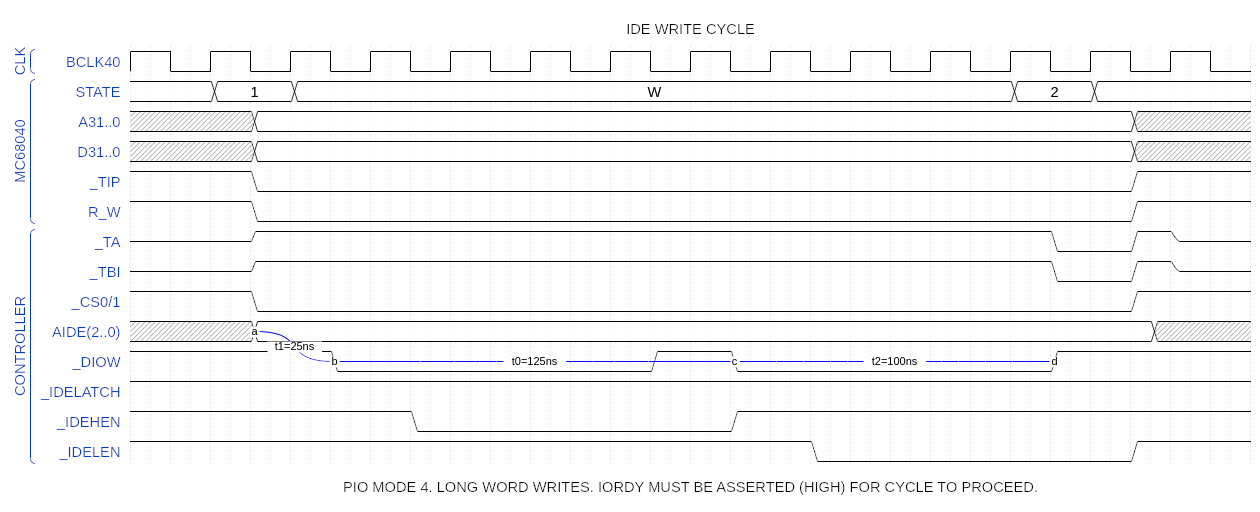 IDE WRITE CYCLE
CLK
BCLK40
MC68040
STATE 1 W 2
A31..0
D31..0
_TIP
R_W
CONTROLLER
_TA
_TBI
_CS0/1
AIDE(2..0) a
t1=25ns
_DIOW b t0=125ns c t2=100ns d
_IDELATCH
_IDEHEN
_IDELEN
PIO MODE 4. LONG WORD WRITES. IORDY MUST BE ASSERTED (HIGH) FOR CYCLE TO PROCEED.